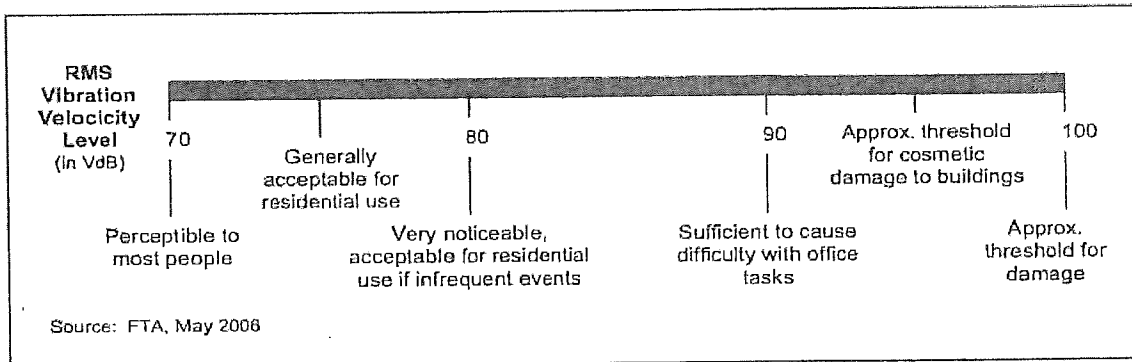 RMS
Vibration
Velocicity
Level
(in VdB)
70
80
90
100
Generally
acceptable for
residential use
Approx. threshold
for cosmetic
damage to buildings
Perceptible to
most people
Very noticeable,
acceptable for residential
use if infrequent events
Sufficient to cause
difficulty with office
tasks
Approx.
threshold for
damage
Source: FTA, May 2006